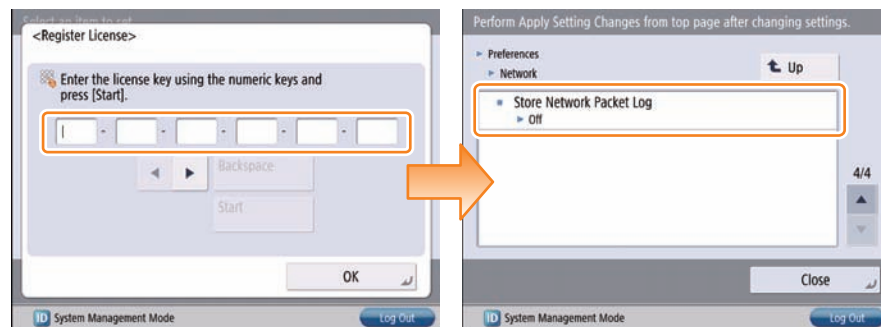 Select an item to set.
<Register License>
Enter the license key using the numeric keys and
press [Start].
- - - - -
Backspace
Start
OK
ID System Management Mode
Log Out
Perform Apply Setting Changes from top page after changing settings.
Preferences
Network
Up
Store Network Packet Log
Off
4/4
Close
ID System Management Mode
Log Out